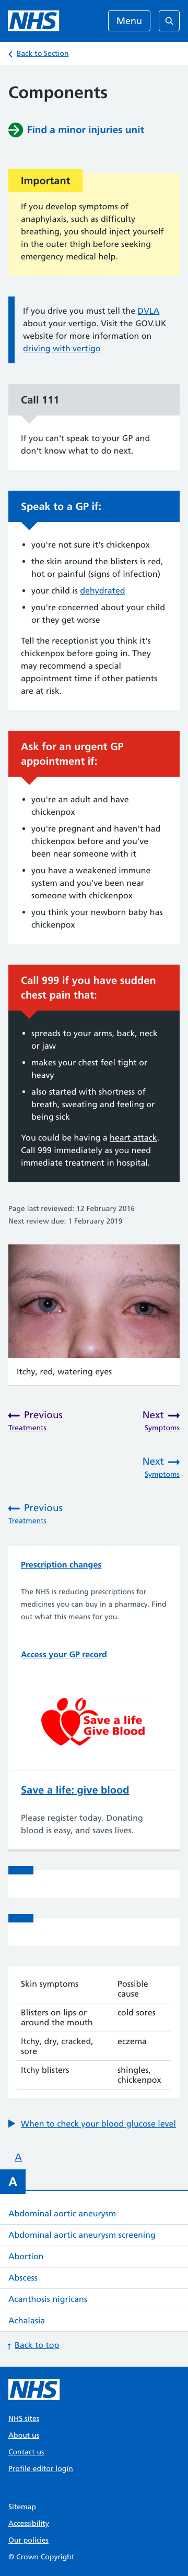 NHS
Menu
Back to Section
Components
Find a minor injuries unit
Important
If you develop symptoms of
anaphylaxis, such as difficulty
breathing, you should inject yourself
in the outer thigh before seeking
emergency medical help.
If you drive you must tell the DVLA
about your vertigo. Visit the GOV.UK
website for more information on
driving with vertigo
Call 111
If you can't speak to your GP and
don't know what to do next.
Speak to a GP if:
you're not sure it's chickenpox
the skin around the blisters is red,
hot or painful (signs of infection)
your child is dehydrated
you're concerned about your child
or they get worse
Tell the receptionist you think it's
chickenpox before going in. They
may recommend a special
appointment time if other patients
are at risk.
Ask for an urgent GP
appointment if:
you're an adult and have
chickenpox
you're pregnant and haven't had
chickenpox before and you've
been near someone with it
you have a weakened immune
system and you've been near
someone with chickenpox
you think your newborn baby has
chickenpox
Call 999 if you have sudden
chest pain that:
spreads to your arms, back, neck
or jaw
makes your chest feel tight or
heavy
also started with shortness of
breath, sweating and feeling or
being sick
You could be having a heart attack.
Call 999 immediately as you need
immediate treatment in hospital.
Page last reviewed: 12 February 2016
Next review due: 1 February 2019
Itchy, red, watering eyes
Previous
Treatments
Next
Symptoms
Next
Symptoms
Previous
Treatments
Prescription changes
The NHS is reducing prescriptions for
medicines you can buy in a pharmacy. Find
out what this means for you.
Access your GP record
Save a life
Give Blood
Save a life: give blood
Please register today. Donating
blood is easy, and saves lives.
Skin symptoms Possible
cause
Blisters on lips or cold sores
around the mouth
Itchy, dry, cracked, eczema
sore
Itchy blisters shingles,
chickenpox
When to check your blood glucose level
A
A
Abdominal aortic aneurysm
Abdominal aortic aneurysm screening
Abortion
Abscess
Acanthosis nigricans
Achalasia
Back to top
NHS
NHS sites
About us
Contact us
Profile editor login
Sitemap
Accessibility
Our policies
© Crown Copyright